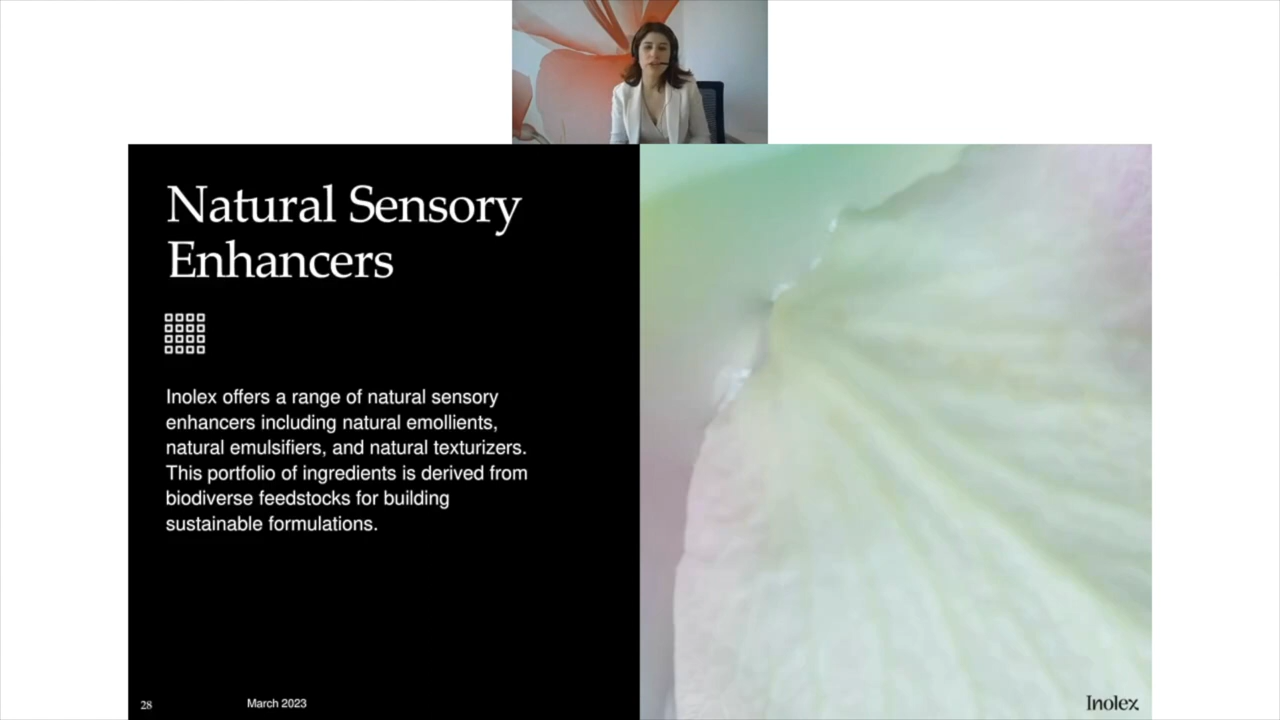 Natural Sensory
Enhancers
Inolex offers a range of natural sensory
enhancers including natural emollients,
natural emulsifiers, and natural texturizers.
This portfolio of ingredients is derived from
biodiverse feedstocks for building
sustainable formulations.
28
March 2023
Inolex